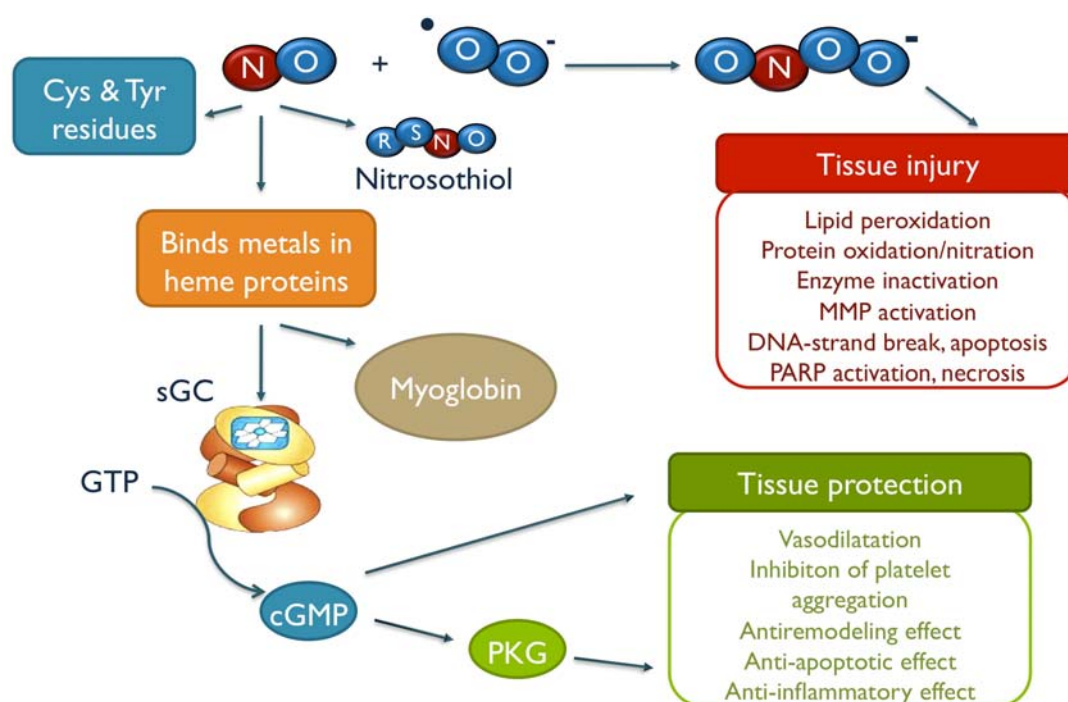 N O + • O O - O N O O -
Cys & Tyr
residues
R S N O
Nitrosothiol
Tissue injury
Lipid peroxidation
Protein oxidation/nitration
Enzyme inactivation
MMP activation
DNA-strand break, apoptosis
PARP activation, necrosis
Binds metals in
heme proteins
Myoglobin
sGC
GTP
cGMP
PKG
Tissue protection
Vasodilatation
Inhibiton of platelet
aggregation
Antiremodeling effect
Anti-apoptotic effect
Anti-inflammatory effect